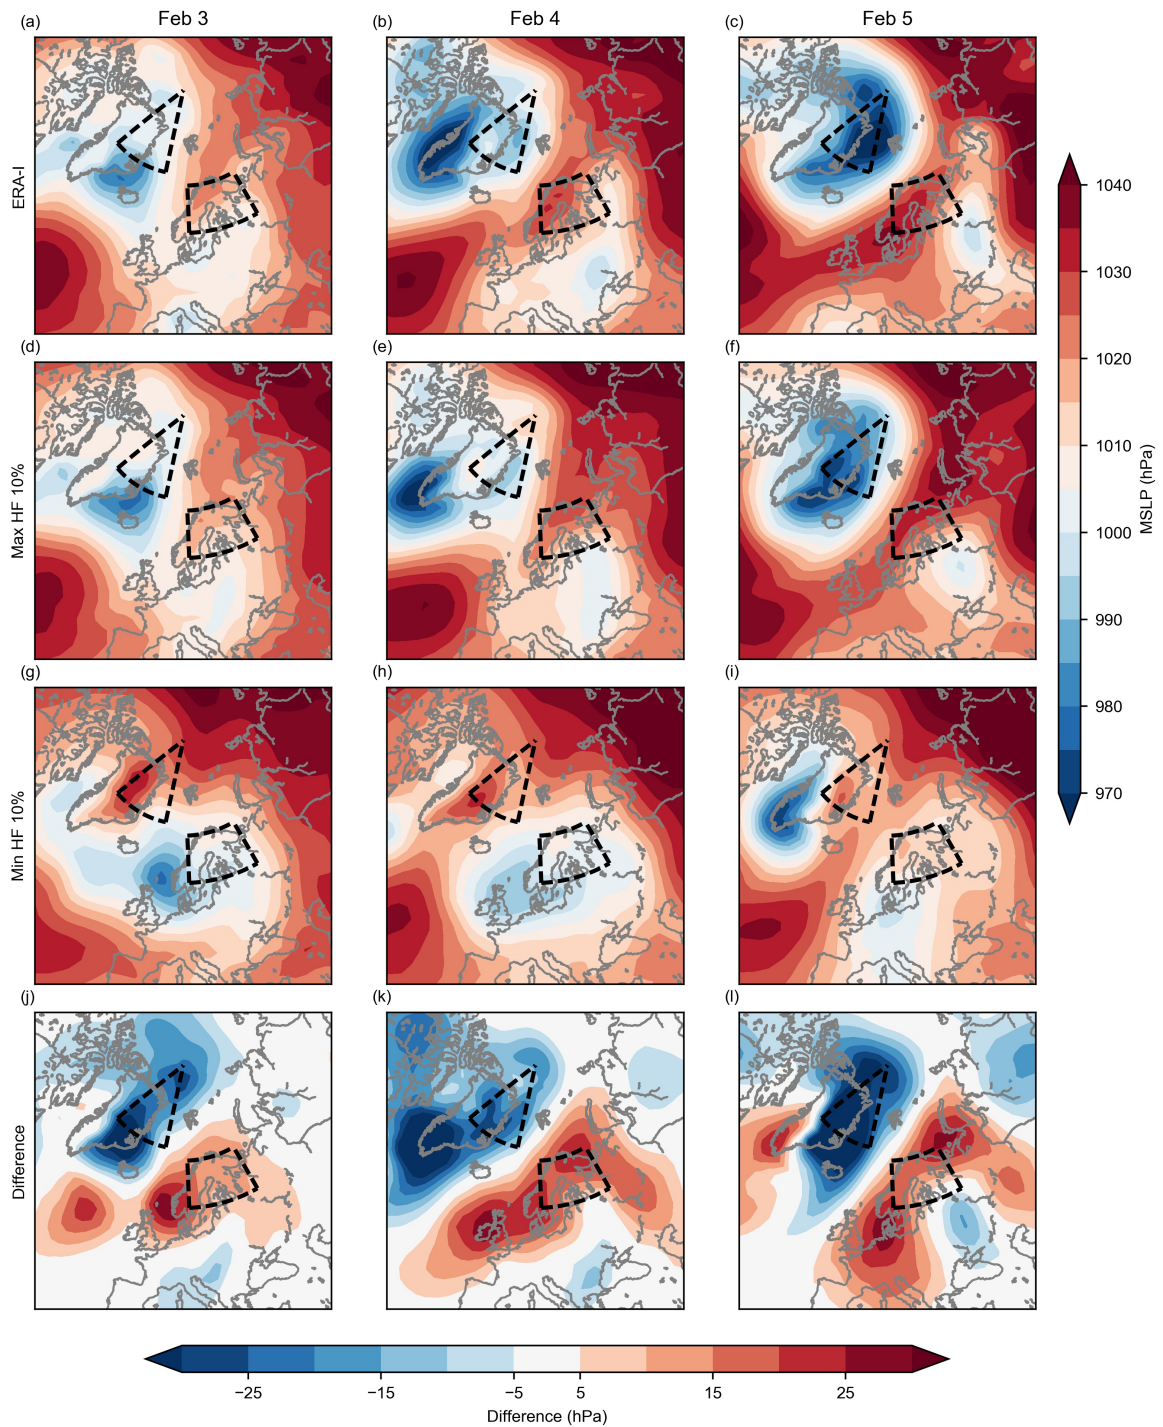 (a) Feb 3 (b) Feb 4 (c) Feb 5
ERA-I
(d) (e) (f)
Max HF 10%
(g) (h) (i)
Min HF 10%
(j) (k) (l)
Difference
1040
1030
1020
1010
1000
990
980
970
MSLP (hPa)
−25 −15 −5 5 15 25
Difference (hPa)